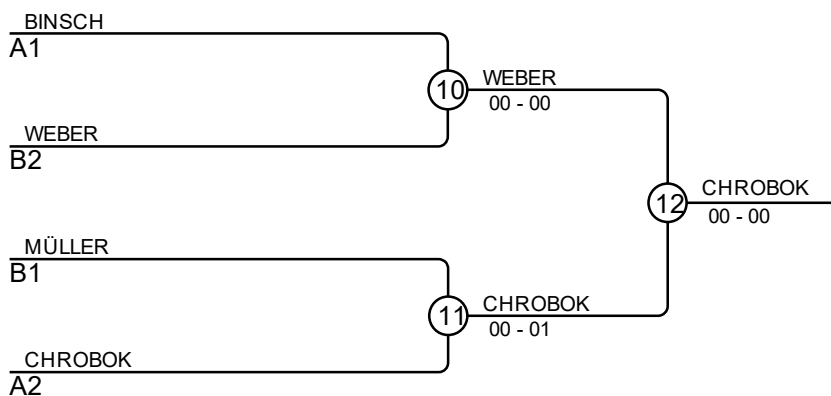 BINSCH
A1
10
WEBER
00 - 00
WEBER
B2
12
CHROBOK
00 - 00
MÜLLER
B1
11
CHROBOK
00 - 01
CHROBOK
A2